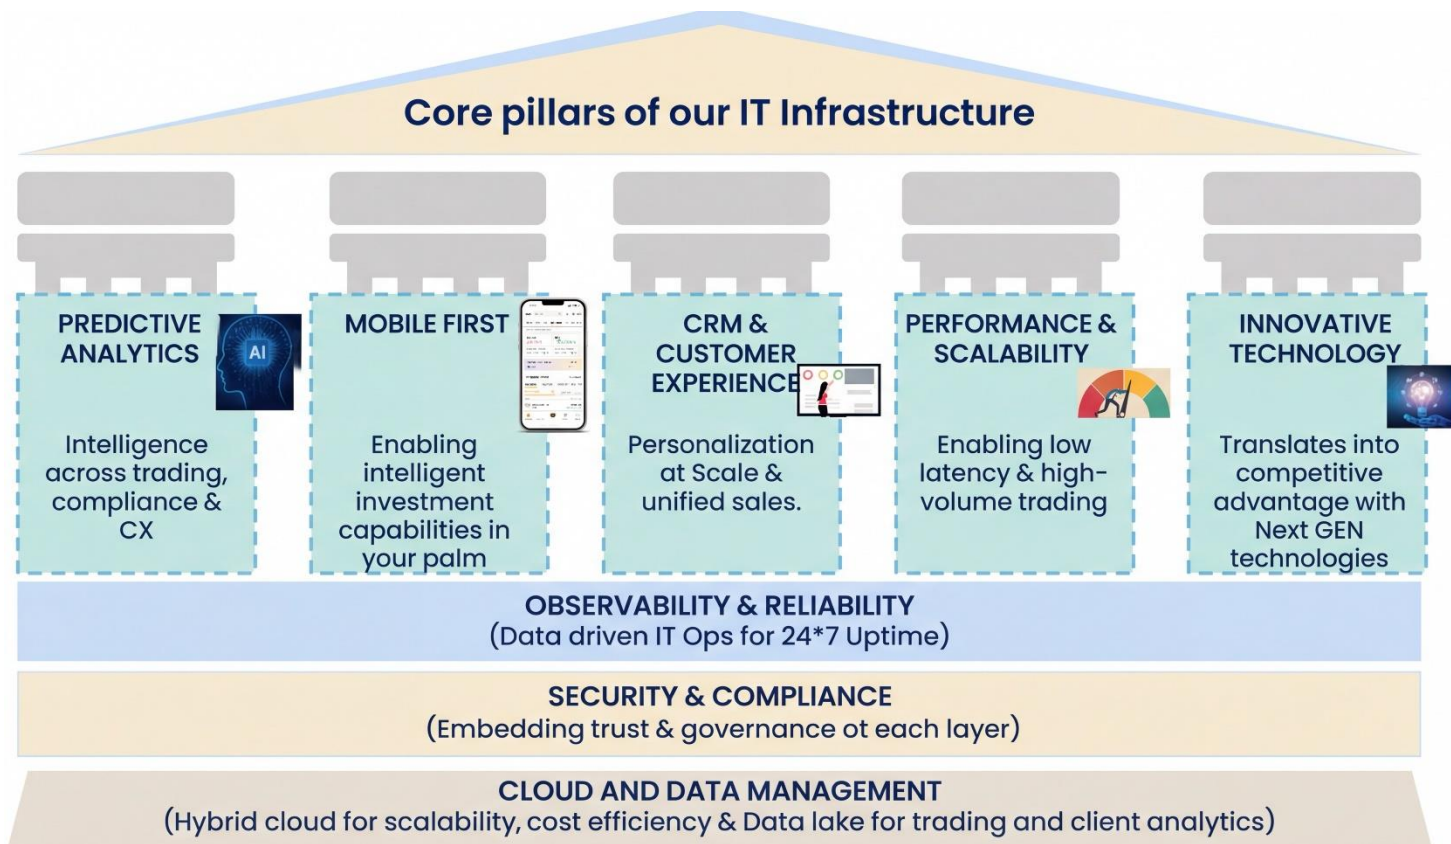 Core pillars of our IT Infrastructure
PREDICTIVE
ANALYTICS
AI
Intelligence
across trading,
compliance &
CX
MOBILE FIRST
Enabling
intelligent
investment
capabilities in
your palm
CRM &
CUSTOMER
EXPERIENCE
Personalization
at Scale &
unified sales.
PERFORMANCE &
SCALABILITY
Enabling low
latency & high-
volume trading
INNOVATIVE
TECHNOLOGY
Translates into
competitive
advantage with
Next GEN
technologies
OBSERVABILITY & RELIABILITY
(Data driven IT Ops for 24*7 Uptime)
SECURITY & COMPLIANCE
(Embedding trust & governance ot each layer)
CLOUD AND DATA MANAGEMENT
(Hybrid cloud for scalability, cost efficiency & Data lake for trading and client analytics)